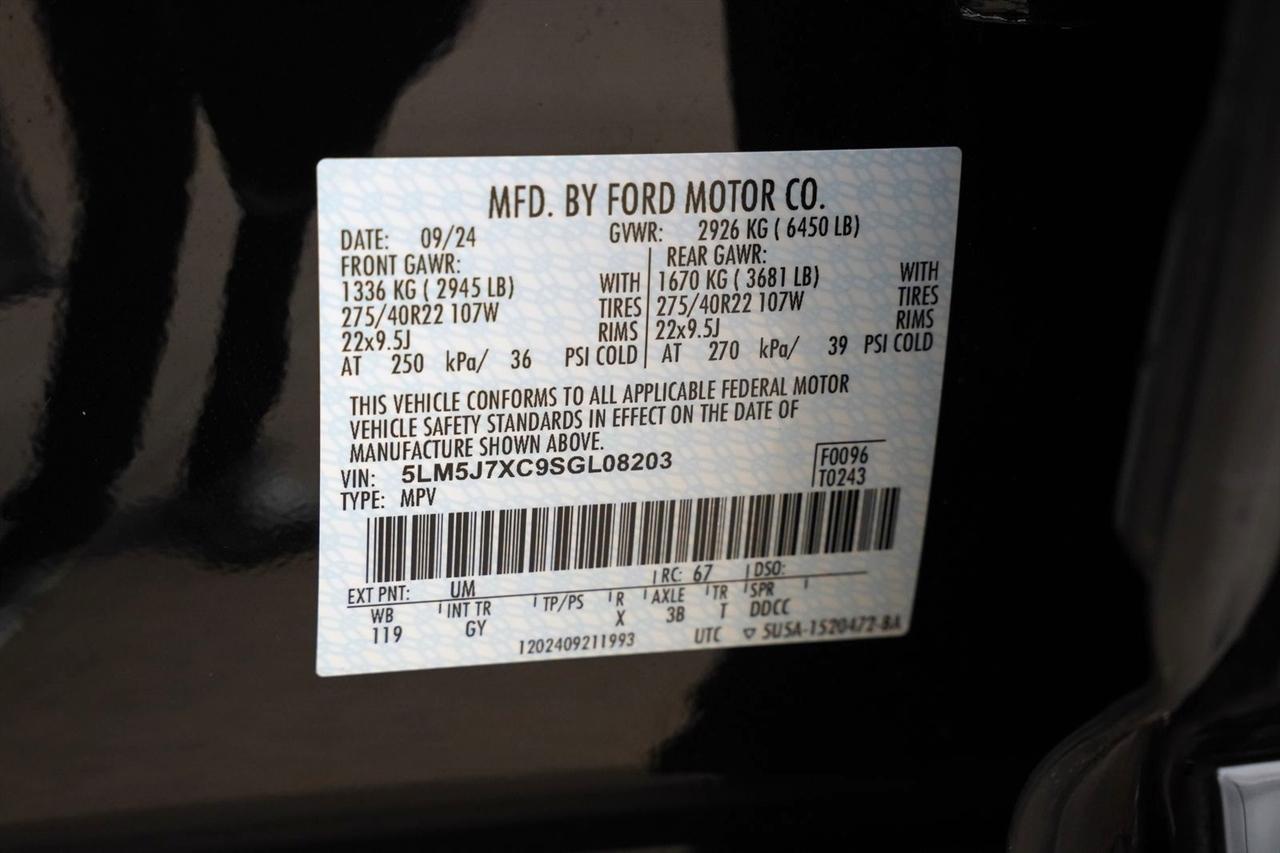 MFD. BY FORD MOTOR CO.
DATE: 09/24 GVWR: 2926 KG ( 6450 LB)
FRONT GAWR: REAR GAWR:
1336 KG ( 2945 LB) WITH 1670 KG ( 3681 LB) WITH
275/40R22 107W TIRES 275/40R22 107W TIRES
22x9.5J RIMS 22x9.5J RIMS
AT 250 kPa/ 36 PSI COLD AT 270 kPa/ 39 PSI COLD
THIS VEHICLE CONFORMS TO ALL APPLICABLE FEDERAL MOTOR
VEHICLE SAFETY STANDARDS IN EFFECT ON THE DATE OF
MANUFACTURE SHOWN ABOVE.
VIN: 5LM5J7XC9SGL08203 F0096
TYPE: MPV T0243
EXT PNT: UM RC: 67 DSO:
WB INT TR TP/PS R AXLE TR SPR
119 GY X 3B T DDCC
1202409211993 UTC ▽ SU5A-1520472-BA